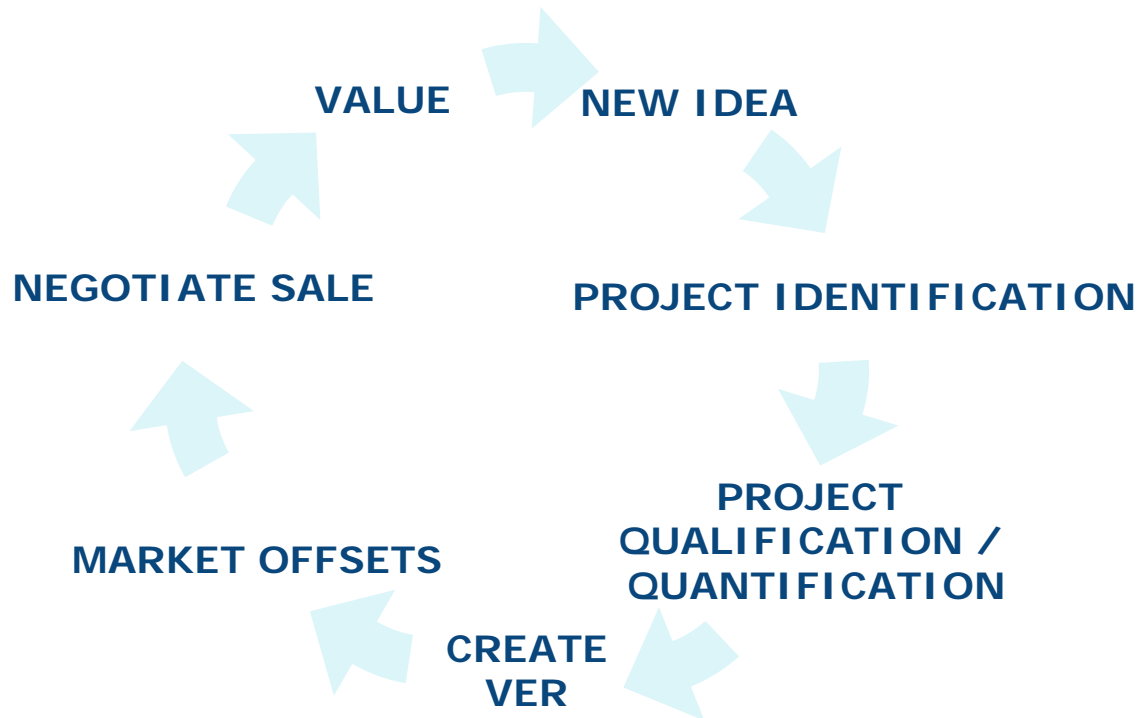 VALUE
NEW IDEA
PROJECT IDENTIFICATION
PROJECT
QUALIFICATION /
QUANTIFICATION
CREATE
VER
MARKET OFFSETS
NEGOTIATE SALE